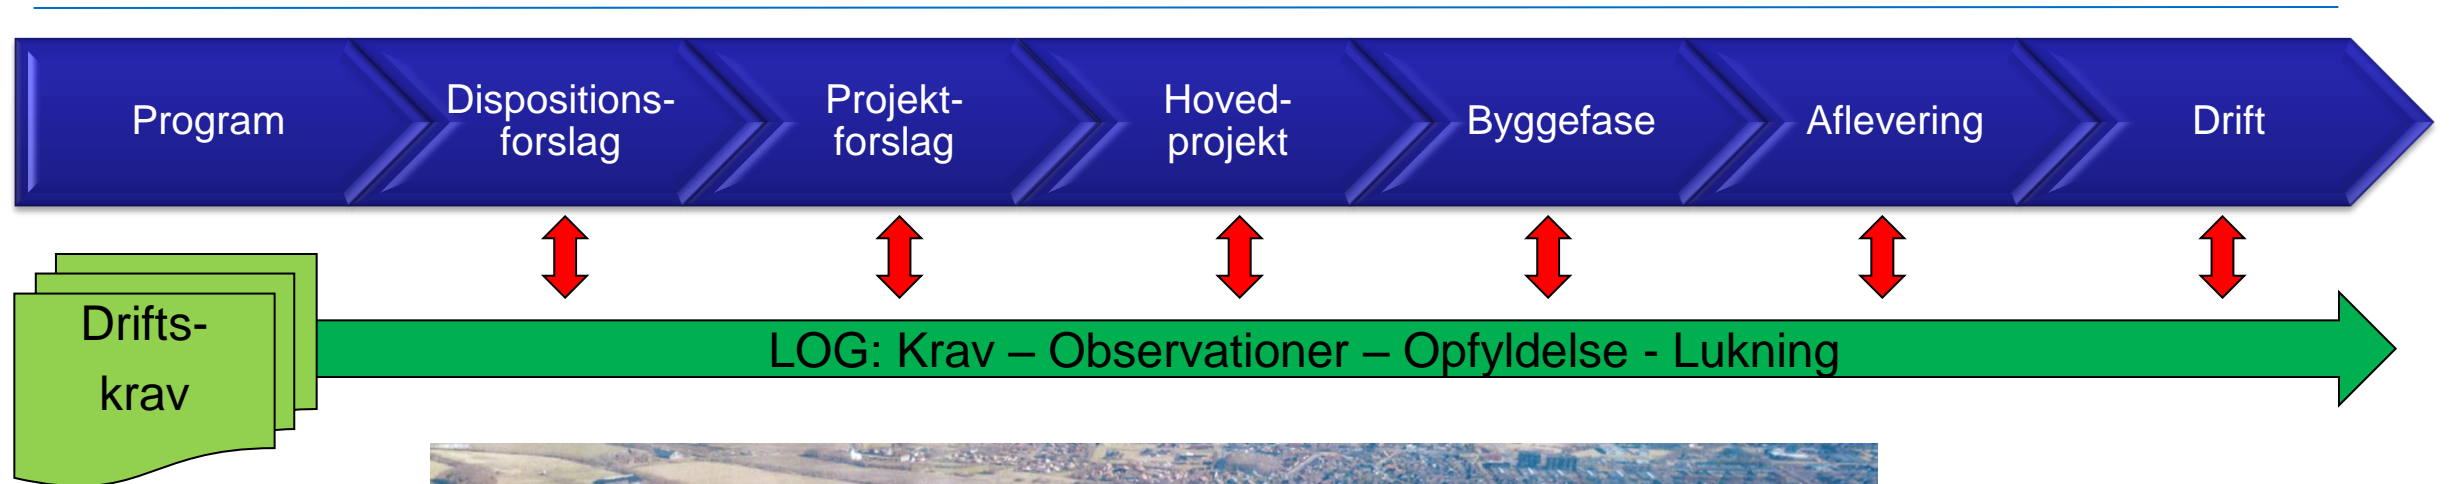 Program
Dispositions-
forslag
Projekt-
forslag
Hoved-
projekt
Byggefase
Aflevering
Drift
Drifts-
krav
LOG: Krav – Observationer – Opfyldelse - Lukning